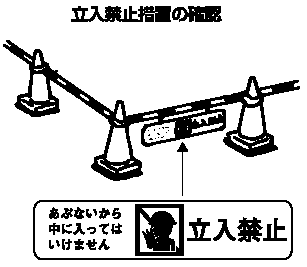 立入禁止措置の確認
あぶないから
中に入っては
いけません
立入禁止